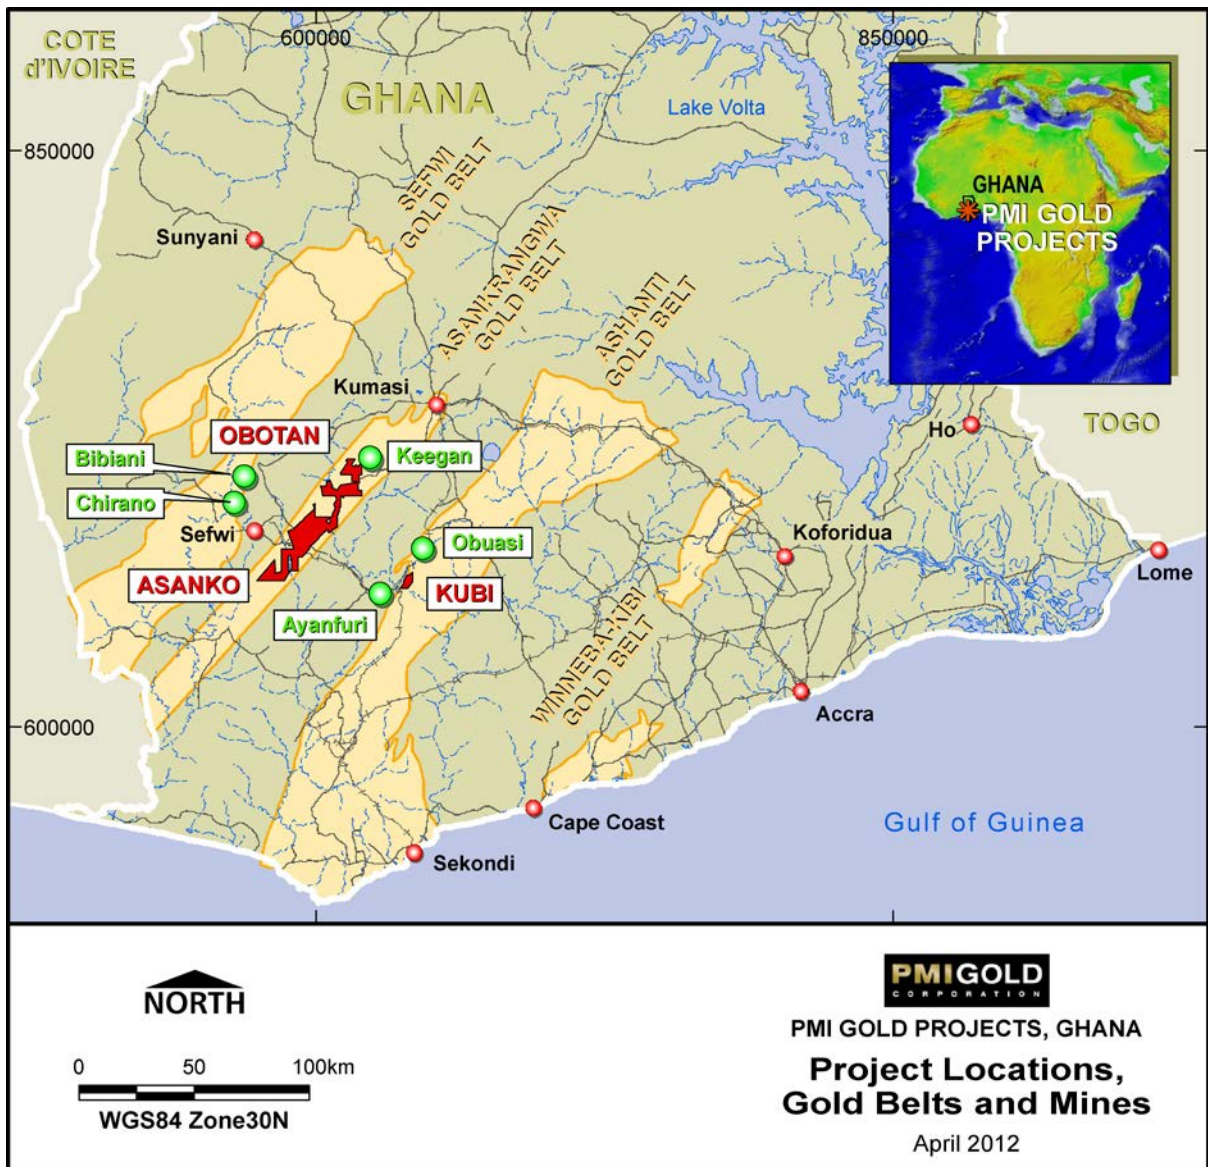 COTE
d'IVOIRE
600000
850000
GHANA
Lake Volta
850000
SEFWI
GOLD BELT
ASANKRANGWA
GOLD BELT
ASHANTI
GOLD BELT
GHANA
PMI GOLD
PROJECTS
Sunyani
Kumasi
OBOTAN
Keegan
Bibiani
Chirano
Sefwi
Ho
TOGO
Obuasi
Koforidua
Lome
ASANKO
KUBI
Ayanfuri
WINNEBA-KIBI
GOLD BELT
600000
Accra
Cape Coast
Gulf of Guinea
Sekondi
NORTH
0 50 100km
WGS84 Zone30N
PMIGOLD
CORPORATION
PMI GOLD PROJECTS, GHANA
Project Locations,
Gold Belts and Mines
April 2012